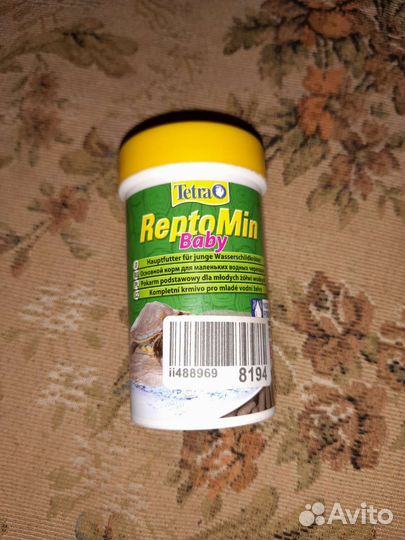 Tetra
ReptoMin
Baby
Hauptfutter für junge Wasserschildkröten
Основной корм для маленьких водных
Pokarm podstawowy dla młodych żółwi
Kompletní krmivo pro mladé vodní želvy
ii488969
8194
Avito